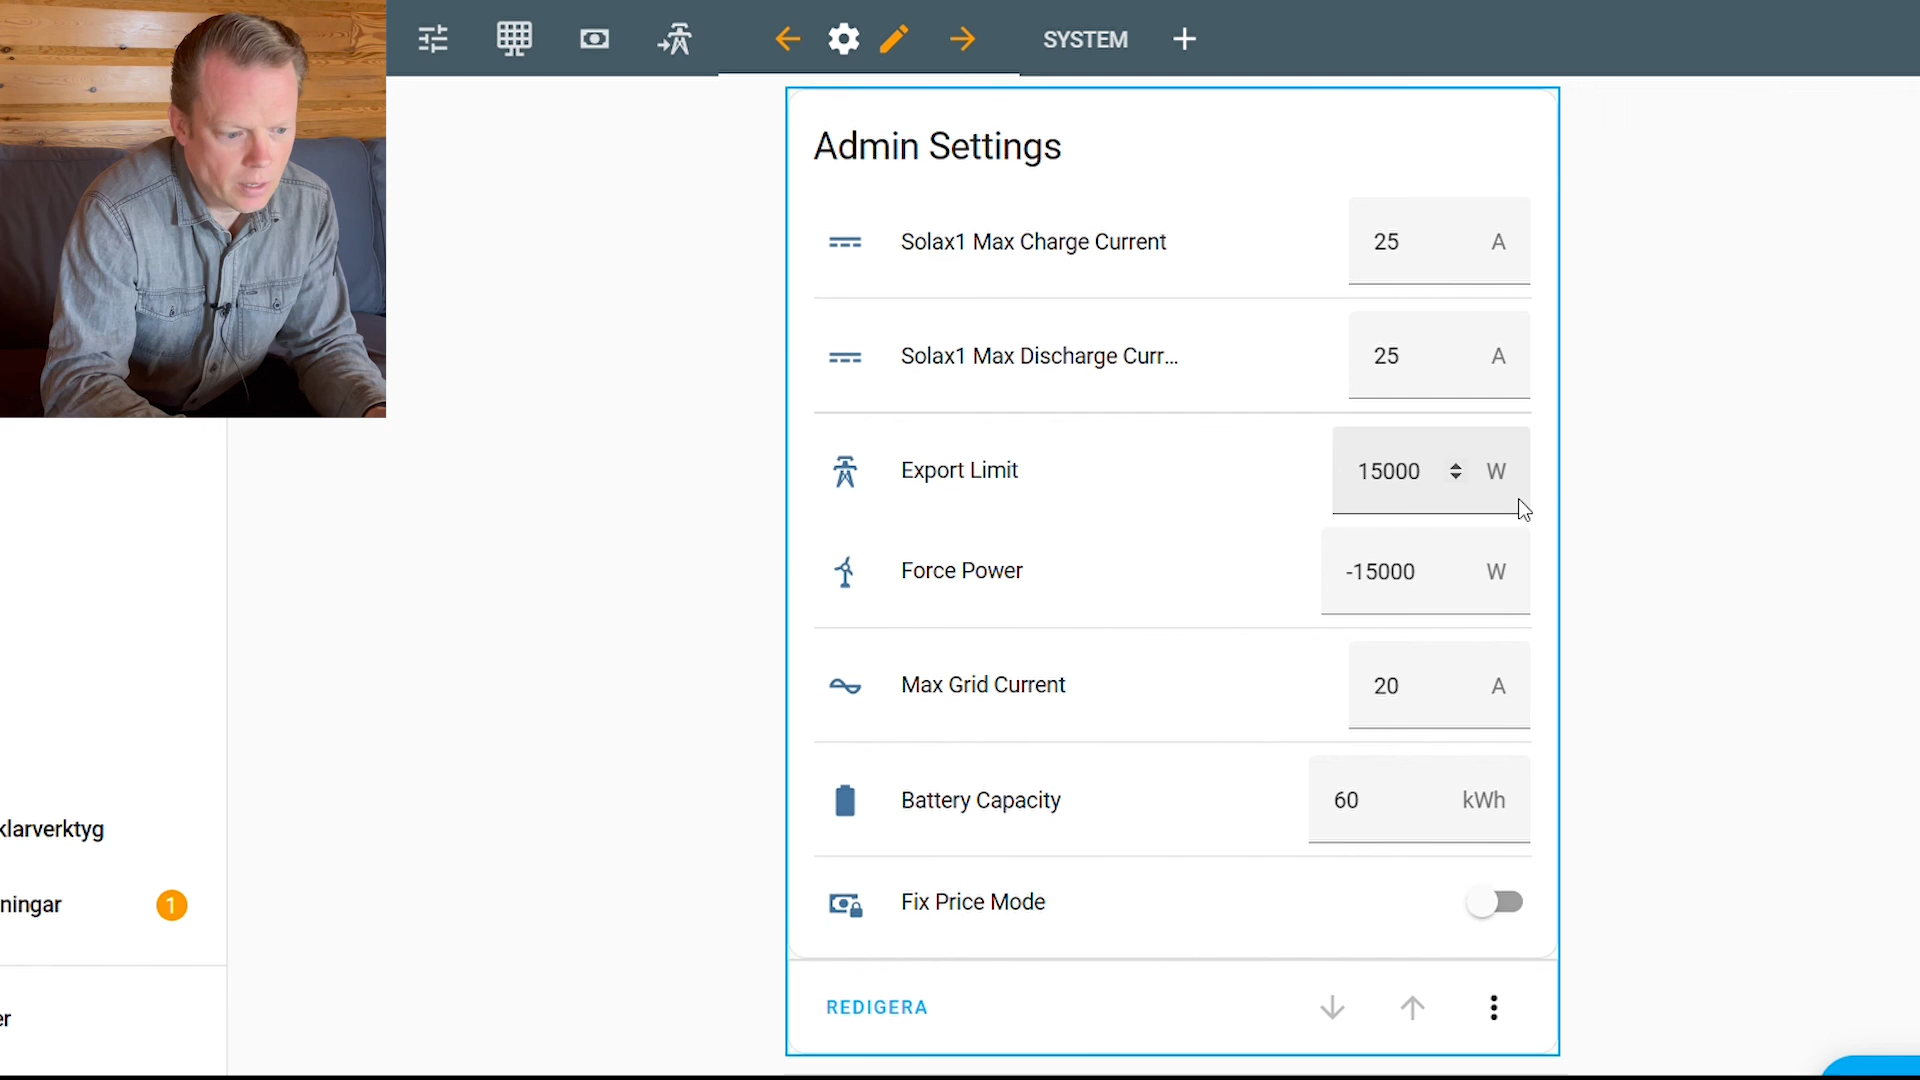 SYSTEM
Admin Settings
Solax1 Max Charge Current 25 A
Solax1 Max Discharge Curr... 25 A
Export Limit 15000 W
Force Power -15000 W
Max Grid Current 20 A
Battery Capacity 60 kWh
Fix Price Mode
REDIGERA
klarverktyg
ningar 1
er